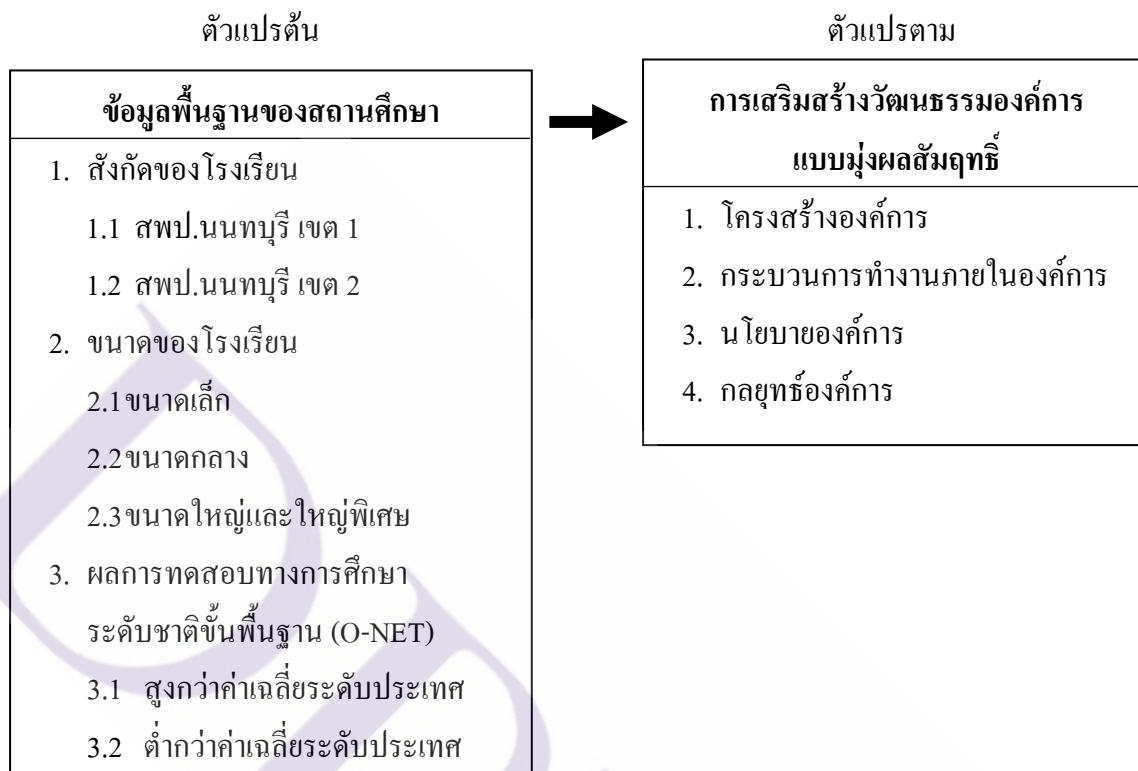 ตัวแปรต้น
ข้อมูลพื้นฐานของสถานศึกษา
1. สังกัดของโรงเรียน
1.1 สพป.นนทบุรี เขต 1
1.2 สพป.นนทบุรี เขต 2
2. ขนาดของโรงเรียน
2.1ขนาดเล็ก
2.2ขนาดกลาง
2.3ขนาดใหญ่และใหญ่พิเศษ
3. ผลการทดสอบทางการศึกษา
ระดับชาติขั้นพื้นฐาน (O-NET)
3.1 สูงกว่าค่าเฉลี่ยระดับประเทศ
3.2 ต่ำกว่าค่าเฉลี่ยระดับประเทศ
ตัวแปรตาม
การเสริมสร้างวัฒนธรรมองค์การ
แบบมุ่งผลสัมฤทธิ์
1. โครงสร้างองค์การ
2. กระบวนการทำงานภายในองค์การ
3. นโยบายองค์การ
4. กลยุทธ์องค์การ